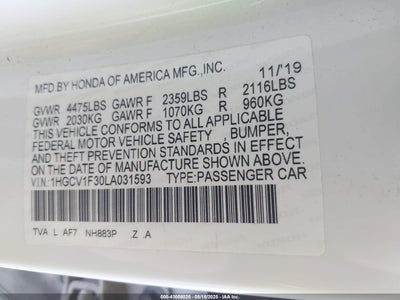 MFD.BY HONDA OF AMERICA MFG.,INC. 11/'19
GVWR 4475LBS GAWR F 2359LBS R 2116LBS
GVWR 2030KG GAWR F 1070KG R 960KG
THIS VEHICLE CONFORMS TO ALL APPLICABLE
FEDERAL MOTOR VEHICLE SAFETY , BUMPER,
AND THEFT PREVENTION STANDARDS IN EFFECT
ON THE DATE OF MANUFACTURE SHOWN ABOVE.
V.I.N:1HGCV1F30LA031593 TYPE:PASSENGER CAR
TVA L AF7 NH883P .Z .A